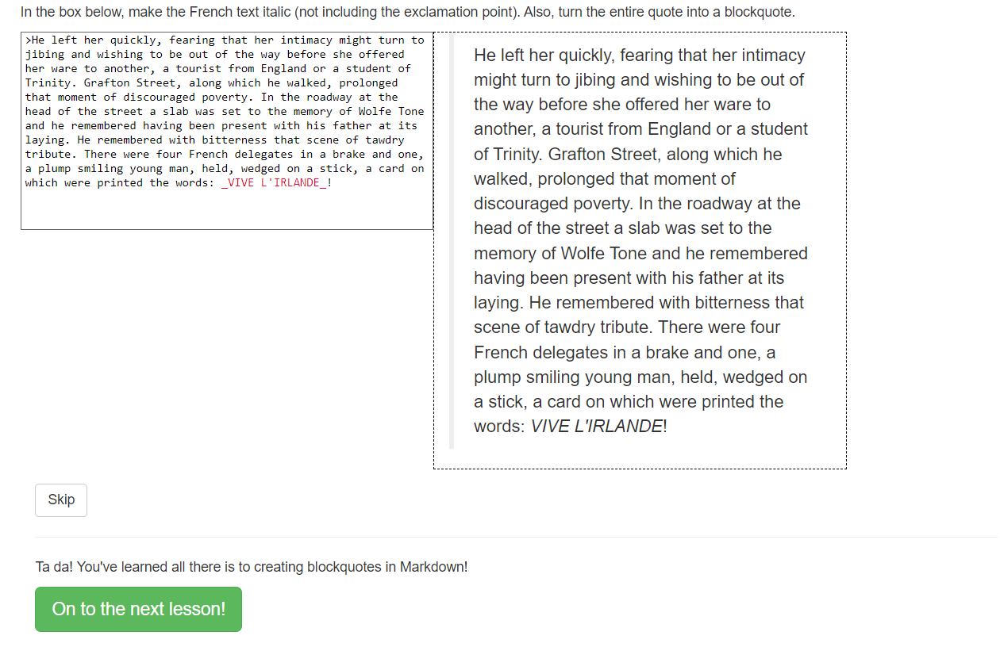 In the box below, make the French text italic (not including the exclamation point). Also, turn the entire quote into a blockquote.
>He left her quickly, fearing that her intimacy might turn to
jibing and wishing to be out of the way before she offered
her ware to another, a tourist from England or a student of
Trinity. Grafton Street, along which he walked, prolonged
that moment of discouraged poverty. In the roadway at the
head of the street a slab was set to the memory of Wolfe Tone
and he remembered having been present with his father at its
laying. He remembered with bitterness that scene of tawdry
tribute. There were four French delegates in a brake and one,
a plump smiling young man, held, wedged on a stick, a card on
which were printed the words: _VIVE L'IRLANDE_!
He left her quickly, fearing that her intimacy
might turn to jibing and wishing to be out of
the way before she offered her ware to
another, a tourist from England or a student
of Trinity. Grafton Street, along which he
walked, prolonged that moment of
discouraged poverty. In the roadway at the
head of the street a slab was set to the
memory of Wolfe Tone and he remembered
having been present with his father at its
laying. He remembered with bitterness that
scene of tawdry tribute. There were four
French delegates in a brake and one, a
plump smiling young man, held, wedged on
a stick, a card on which were printed the
words: VIVE L'IRLANDE!
Skip
Ta da! You've learned all there is to creating blockquotes in Markdown!
On to the next lesson!